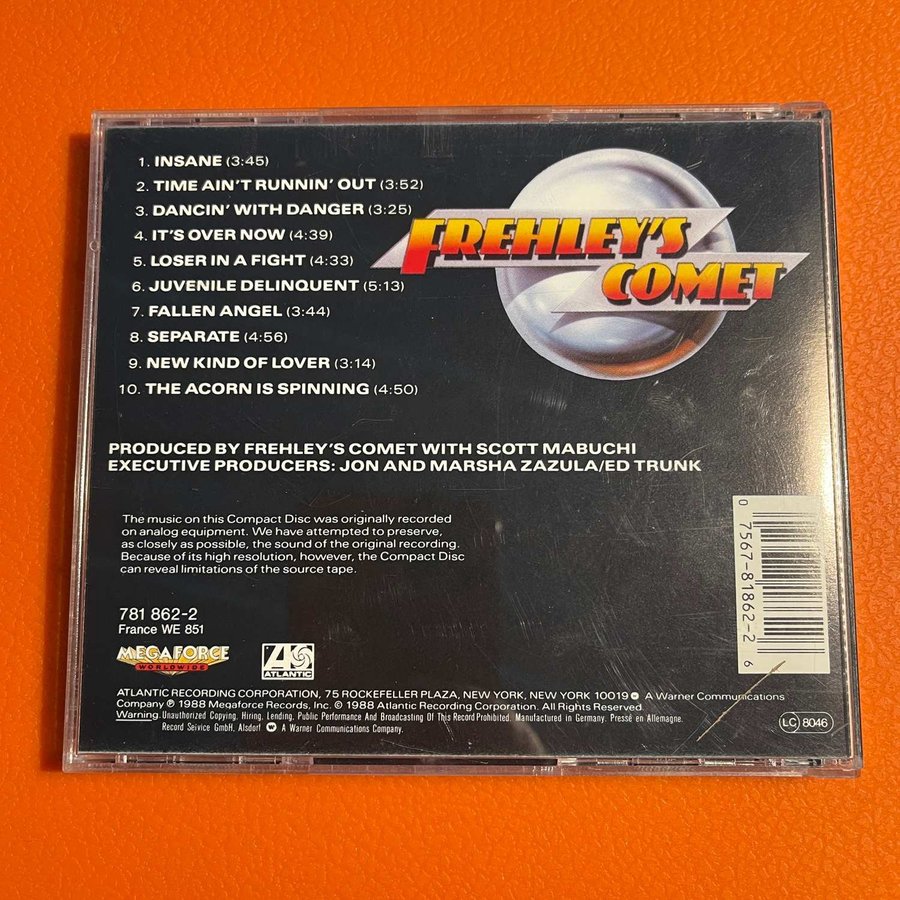 1. INSANE (3:45)
2. TIME AIN'T RUNNIN' OUT (3:52)
3. DANCIN' WITH DANGER (3:25)
4. IT'S OVER NOW (4:39)
5. LOSER IN A FIGHT (4:33)
6. JUVENILE DELINQUENT (5:13)
7. FALLEN ANGEL (3:44)
8. SEPARATE (4:56)
9. NEW KIND OF LOVER (3:14)
10. THE ACORN IS SPINNING (4:50)
FREHLEY'S
COMET
PRODUCED BY FREHLEY'S COMET WITH SCOTT MABUCHI
EXECUTIVE PRODUCERS: JON AND MARSHA ZAZULA/ED TRUNK
The music on this Compact Disc was originally recorded
on analog equipment. We have attempted to preserve,
as closely as possible, the sound of the original recording.
Because of its high resolution, however, the Compact Disc
can reveal limitations of the source tape.
0 7567-81862-2 6
781 862-2
France WE 851
MEGAFORCE
WORLDWIDE
ATLANTIC
ATLANTIC RECORDING CORPORATION, 75 ROCKEFELLER PLAZA, NEW YORK, NEW YORK 10019 A Warner Communications
Company ℗ 1988 Megaforce Records, Inc. © 1988 Atlantic Recording Corporation. All Rights Reserved.
Warning. Unauthorized Copying, Hiring, Lending, Public Performance And Broadcasting Of This Record Prohibited. Manufactured in Germany. Pressé en Allemagne.
Record Service GmbH, Alsdorf A Warner Communications Company.
LC 8046